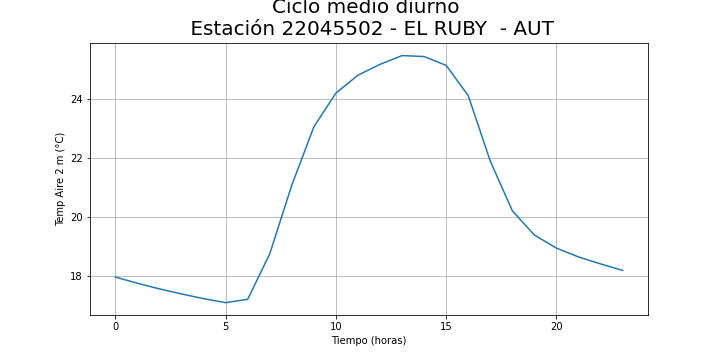 Ciclo medio diurno
Estación 22045502 - EL RUBY  - AUT
24
22
20
18
Temp Aire 2 m (°C)
0 5 10 15 20
Tiempo (horas)